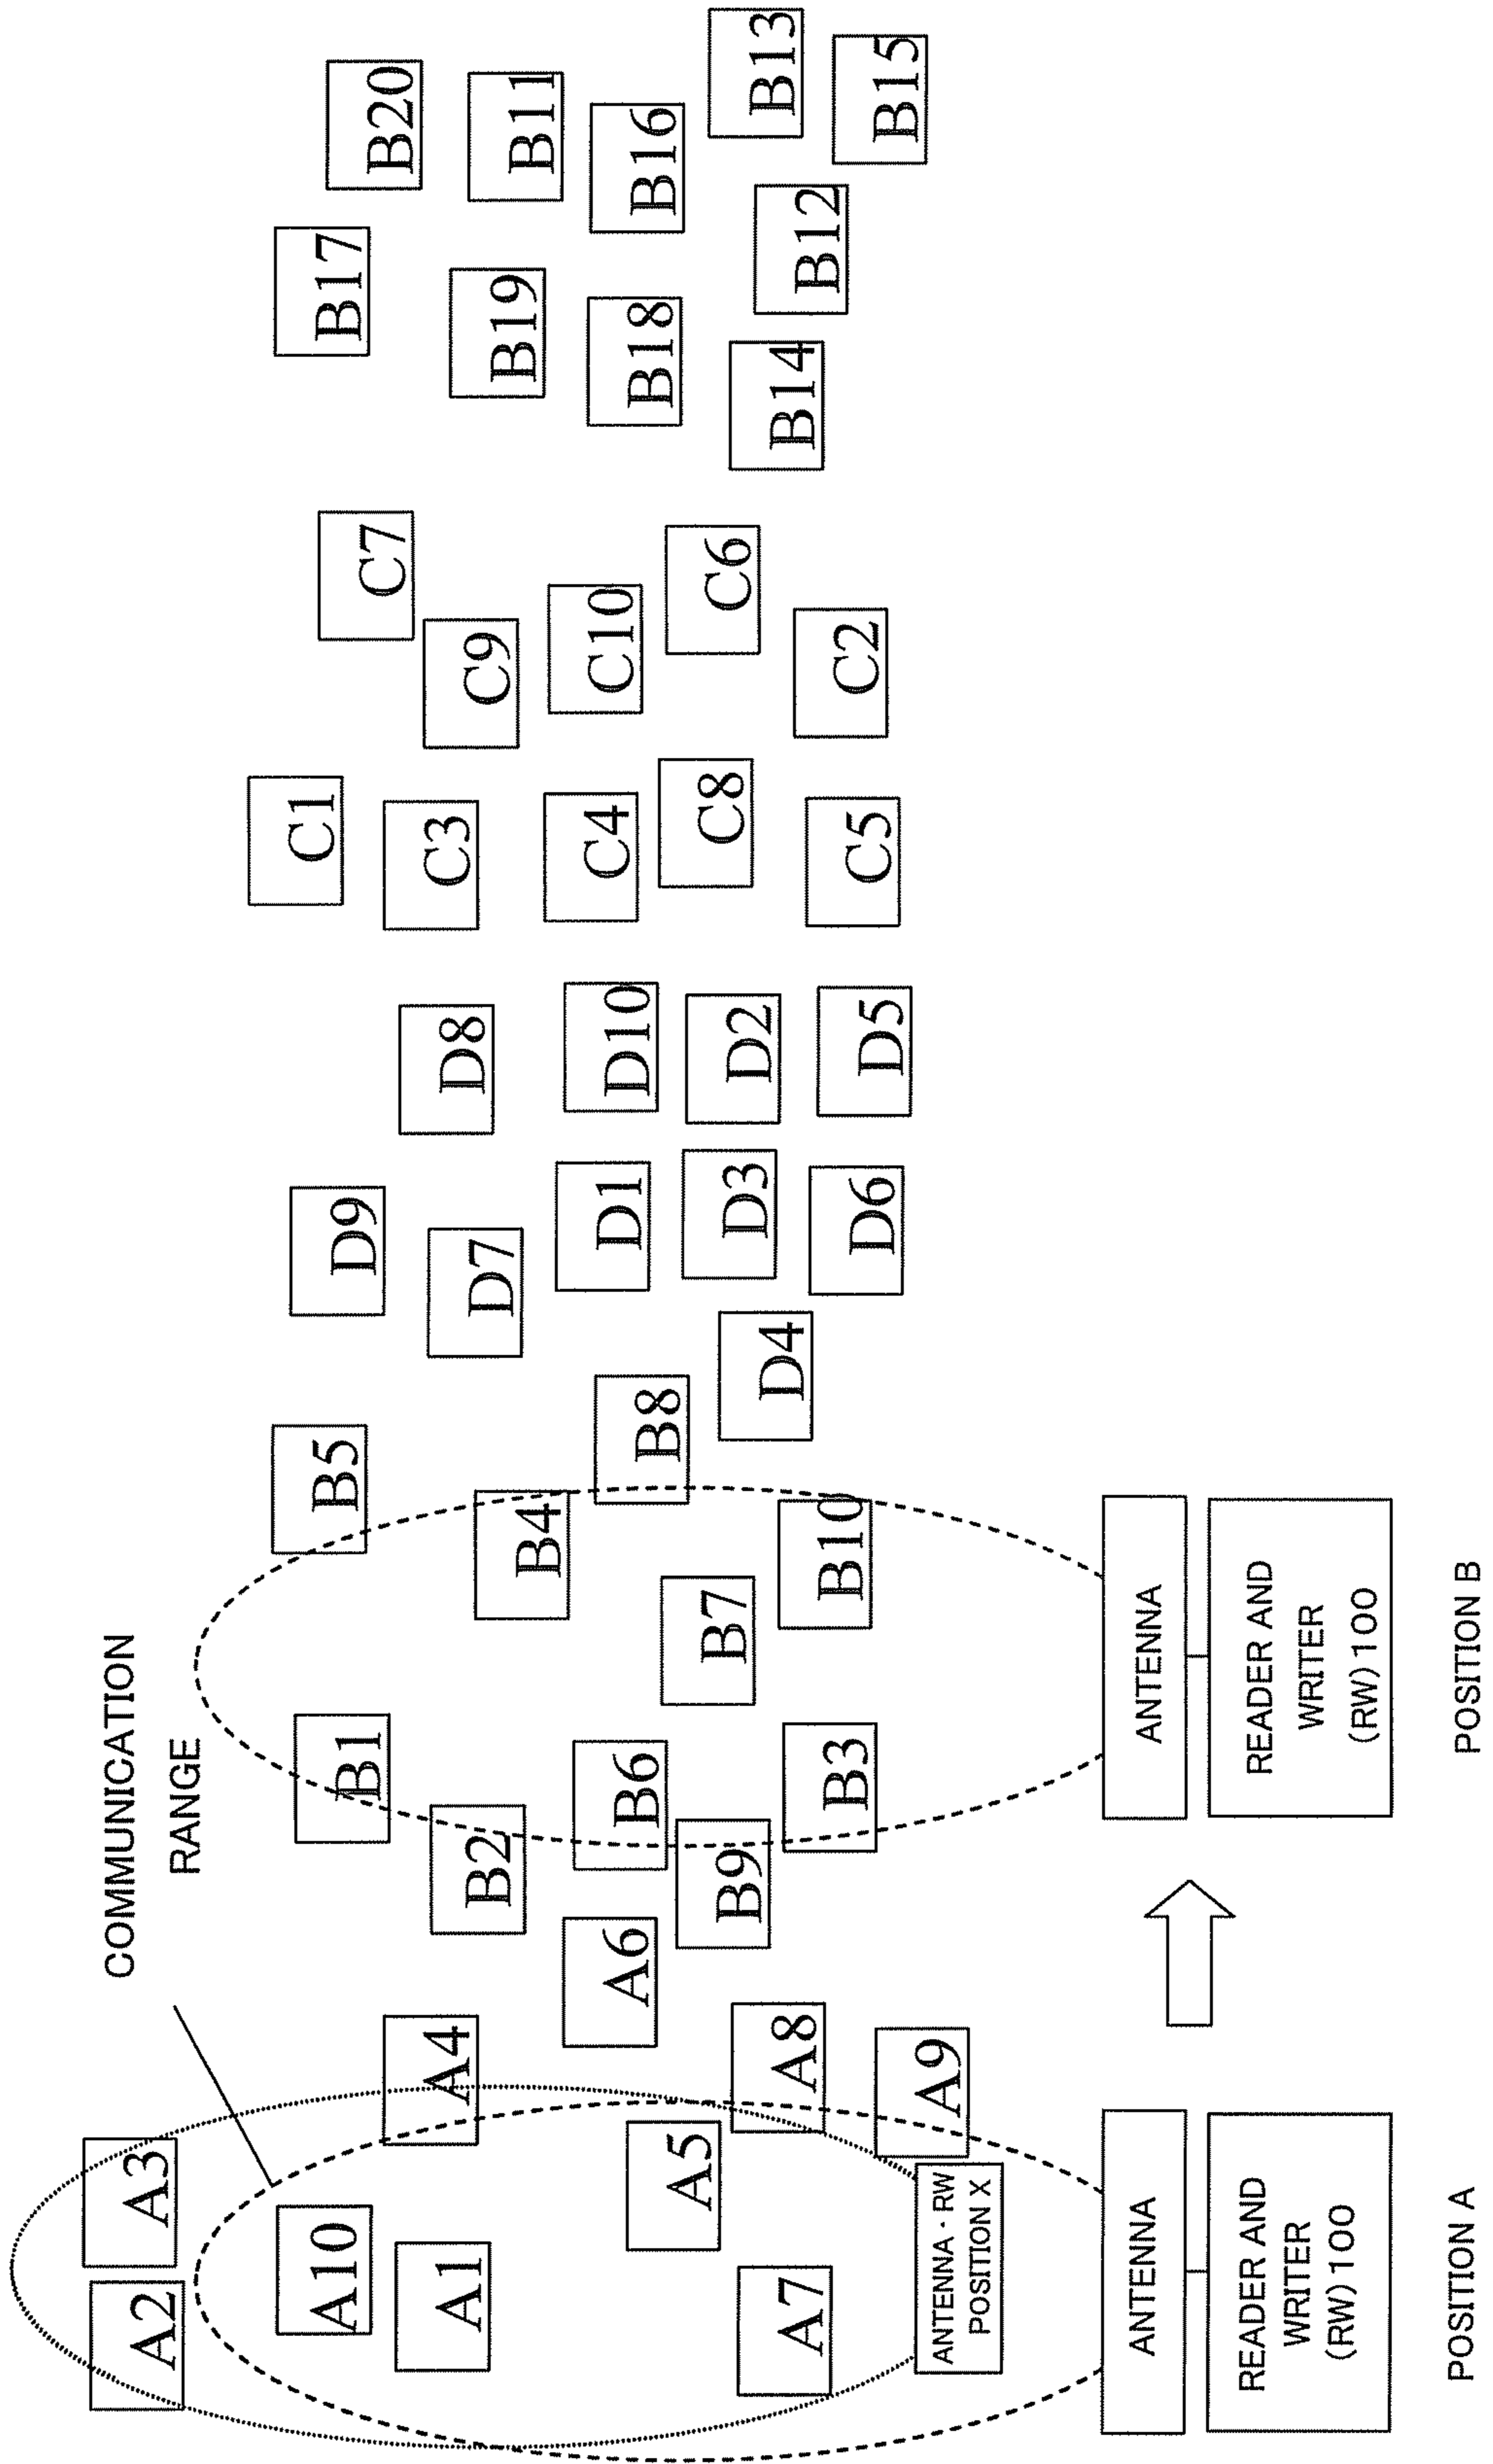 A2
A3
COMMUNICATION
RANGE
A10
B1
B5
D9
C1
C7
B17
B20
A1
A4
B2
B4
D7
D8
C3
C9
B19
B11
A6
B6
B8
D1
D10
C4
C10
B18
B16
A5
B9
B7
D4
D3
D2
C8
C6
B14
B12
B13
A7
A8
B3
B10
D6
D5
C5
C2
B15
A9
ANTENNA・RW
POSITION X
ANTENNA
READER AND
WRITER
(RW) 100
POSITION A
ANTENNA
READER AND
WRITER
(RW) 100
POSITION B